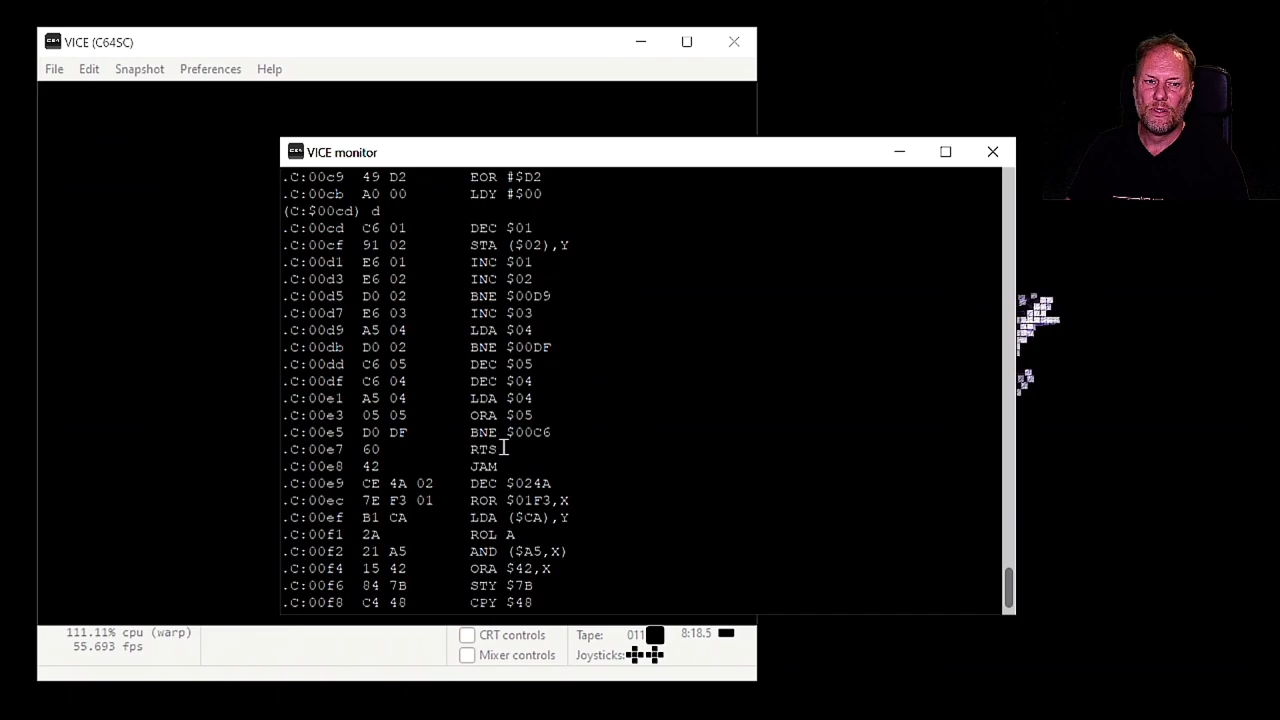 VICE (C64SC)
File Edit Snapshot Preferences Help
VICE monitor
.C:00c9 49 D2 EOR #$D2
.C:00cb A0 00 LDY #$00
(C:$00cd) d
.C:00cd C6 01 DEC $01
.C:00cf 91 02 STA ($02),Y
.C:00d1 E6 01 INC $01
.C:00d3 E6 02 INC $02
.C:00d5 D0 02 BNE $00D9
.C:00d7 E6 03 INC $03
.C:00d9 A5 04 LDA $04
.C:00db D0 02 BNE $00DF
.C:00dd C6 05 DEC $05
.C:00df C6 04 DEC $04
.C:00e1 A5 04 LDA $04
.C:00e3 05 05 ORA $05
.C:00e5 D0 DF BNE $00C6
.C:00e7 60 RTS
.C:00e8 42 JAM
.C:00e9 CE 4A 02 DEC $024A
.C:00ec 7E F3 01 ROR $01F3,X
.C:00ef B1 CA LDA ($CA),Y
.C:00f1 2A ROL A
.C:00f2 21 A5 AND ($A5,X)
.C:00f4 15 42 ORA $42,X
.C:00f6 84 7B STY $7B
.C:00f8 C4 48 CPY $48
111.11% cpu (warp)
55.693 fps
CRT controls
Mixer controls
Tape: 011
Joysticks:
8:18.5